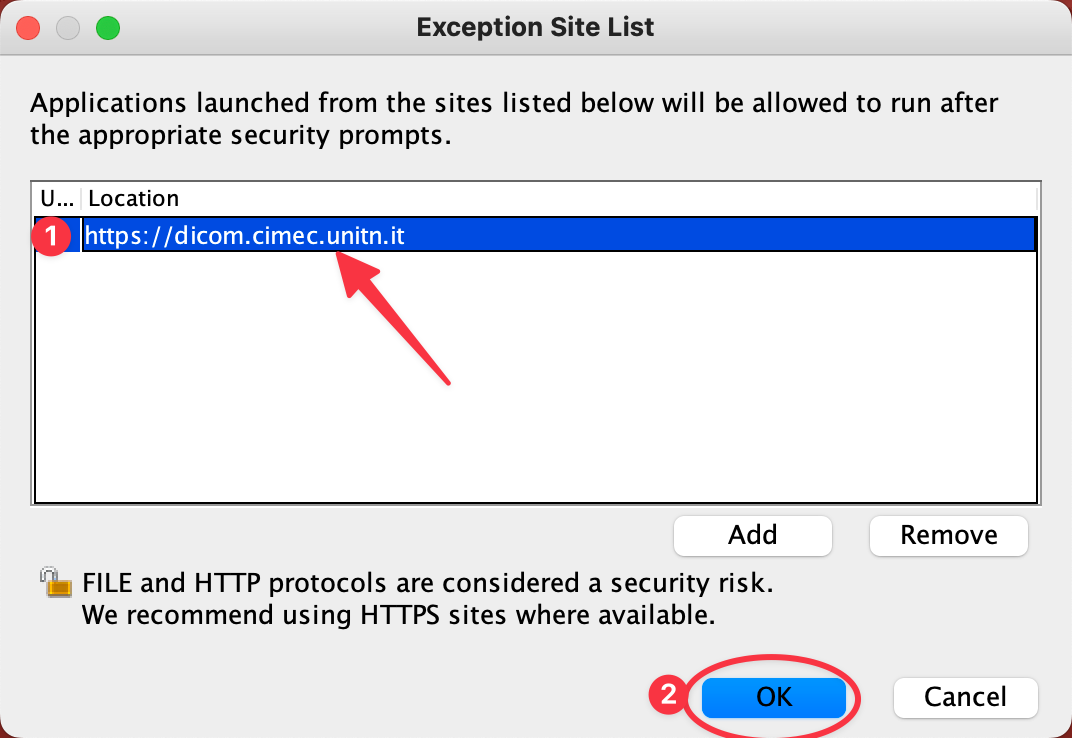 Exception Site List
Applications launched from the sites listed below will be allowed to run after
the appropriate security prompts.
U... Location
1 https://dicom.cimec.unitn.it
Add Remove
FILE and HTTP protocols are considered a security risk.
We recommend using HTTPS sites where available.
2 OK Cancel